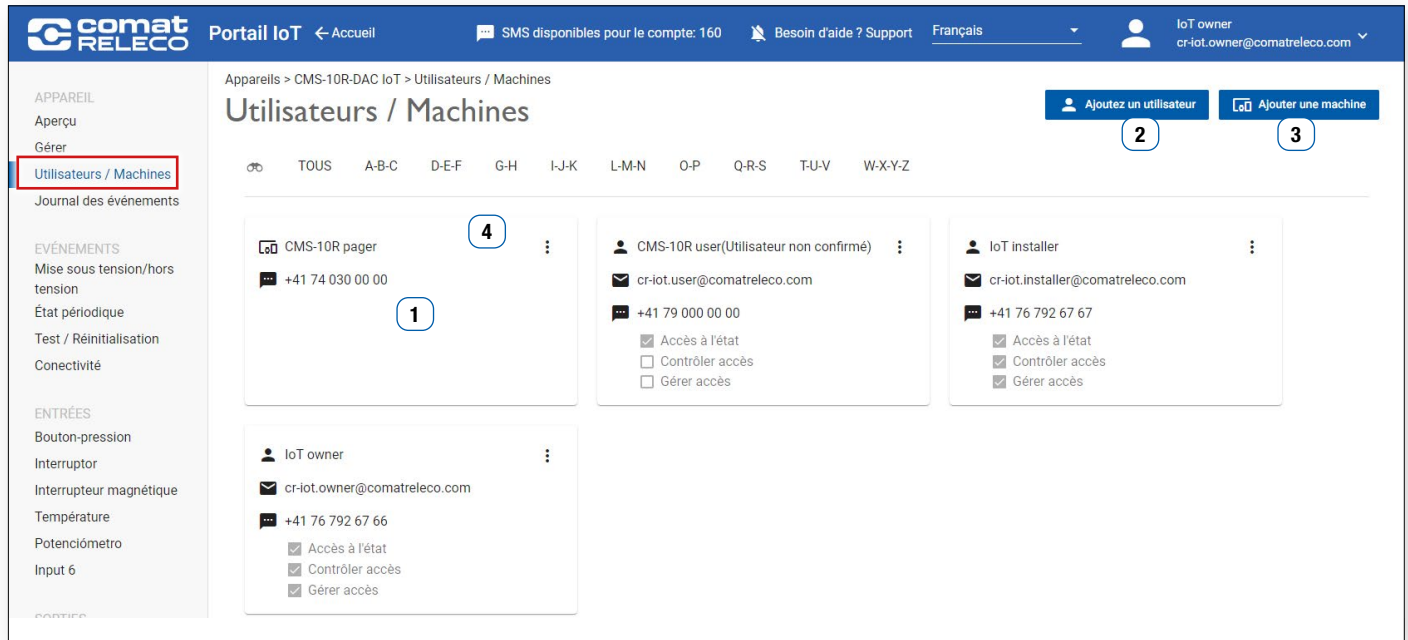 comat
RELECO
Portail IoT
Accueil
SMS disponibles pour le compte: 160
Besoin d'aide ? Support
Français
IoT owner
cr-iot.owner@comatreleco.com
APPAREIL
Aperçu
Gérer
Utilisateurs / Machines
Journal des événements
EVÉNEMENTS
Mise sous tension/hors
tension
État périodique
Test / Réinitialisation
Conectivité
ENTRÉES
Bouton-pression
Interruptor
Interrupteur magnétique
Température
Potenciómetro
Input 6
SORTIES
Appareils > CMS-10R-DAC IoT > Utilisateurs / Machines
Utilisateurs / Machines
Ajoutez un utilisateur
2
Ajouter une machine
3
TOUS A-B-C D-E-F G-H I-J-K L-M-N O-P Q-R-S T-U-V W-X-Y-Z
CMS-10R pager
4
+41 74 030 00 00
1
CMS-10R user(Utilisateur non confirmé)
cr-iot.user@comatreleco.com
+41 79 000 00 00
Accès à l'état
Contrôler accès
Gérer accès
IoT installer
cr-iot.installer@comatreleco.com
+41 76 792 67 67
Accès à l'état
Contrôler accès
Gérer accès
IoT owner
cr-iot.owner@comatreleco.com
+41 76 792 67 66
Accès à l'état
Contrôler accès
Gérer accès